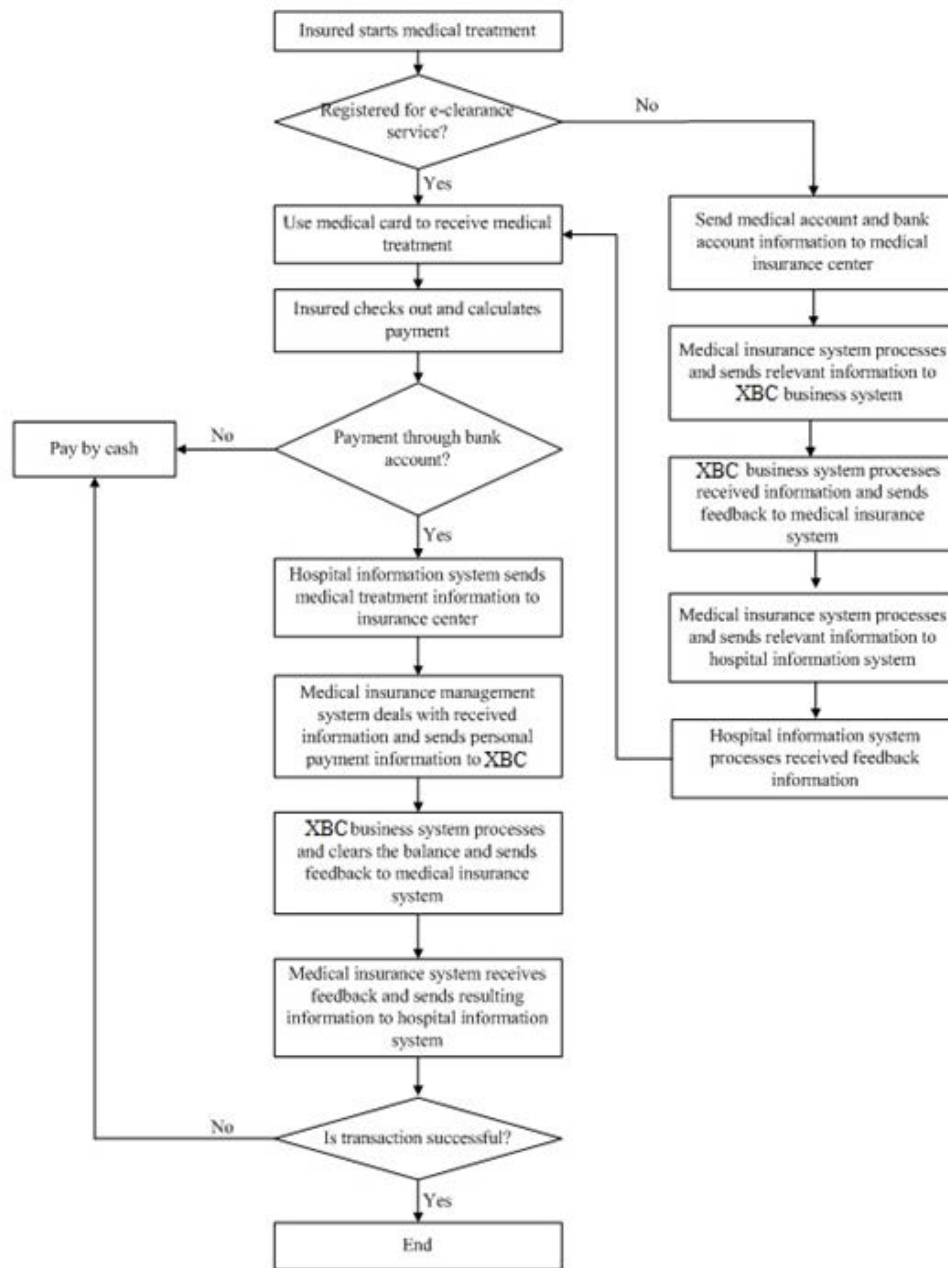 Insured starts medical treatment
Registered for e-clearance
service?
No
Yes
Use medical card to receive medical
treatment
Send medical account and bank
account information to medical
insurance center
Insured checks out and calculates
payment
Medical insurance system processes
and sends relevant information to
XBC business system
Pay by cash
No
Payment through bank
account?
XBC business system processes
received information and sends
feedback to medical insurance
system
Yes
Hospital information system sends
medical treatment information to
insurance center
Medical insurance system processes
and sends relevant information to
hospital information system
Medical insurance management
system deals with received
information and sends personal
payment information to XBC
Hospital information system
processes received feedback
information
XBC business system processes
and clears the balance and sends
feedback to medical insurance
system
Medical insurance system receives
feedback and sends resulting
information to hospital information
system
No
Is transaction successful?
Yes
End